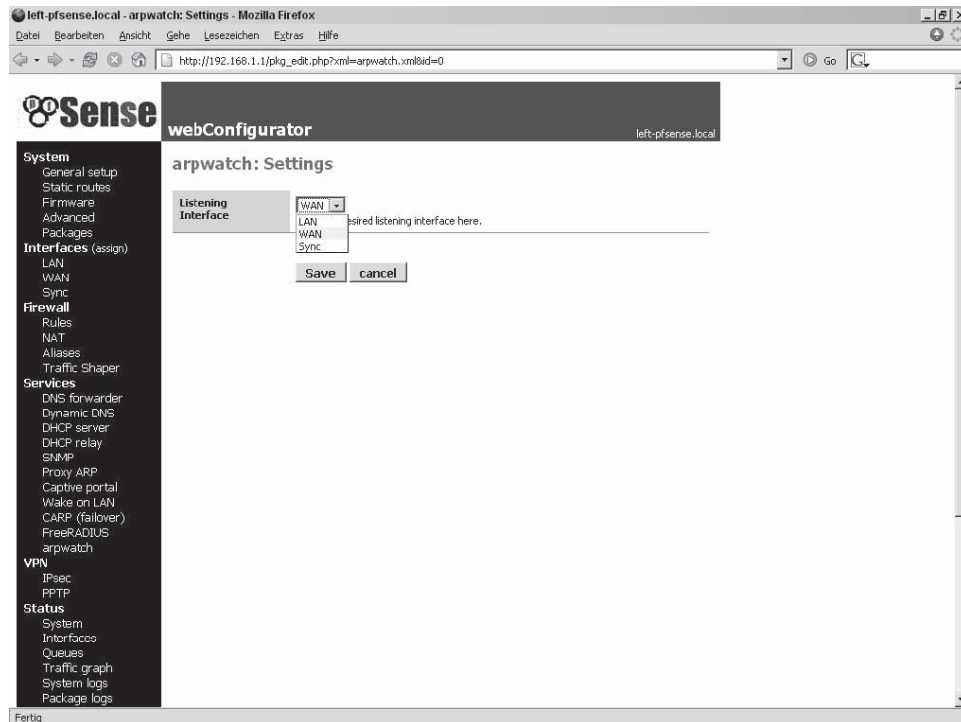 left-pfsense.local - arpwatch: Settings - Mozilla Firefox
Datei Bearbeiten Ansicht Gehe Lesezeichen Extras Hilfe
http://192.168.1.1/pkg_edit.php?xml=arpwatch.xml&id=0
Go
G
Sense
webConfigurator
left-pfsense.local
System
General setup
Static routes
Firmware
Advanced
Packages
Interfaces (assign)
LAN
WAN
Sync
Firewall
Rules
NAT
Aliases
Traffic Shaper
Services
DNS forwarder
Dynamic DNS
DHCP server
DHCP relay
SNMP
Proxy ARP
Captive portal
Wake on LAN
CARP (failover)
FreeRADIUS
arpwatch
VPN
IPsec
PPTP
Status
System
Interfaces
Queues
Traffic graph
System logs
Package logs
arpwatch: Settings
Listening
Interface
WAN
LAN
WAN
Sync
listening interface here.
Save cancel
Fertig